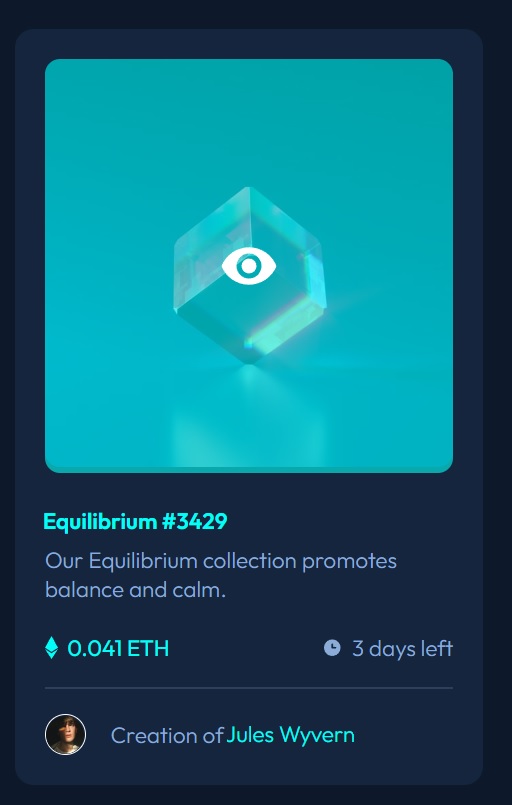 Equilibrium #3429
Our Equilibrium collection promotes
balance and calm.
0.041 ETH
3 days left
Creation of Jules Wyvern